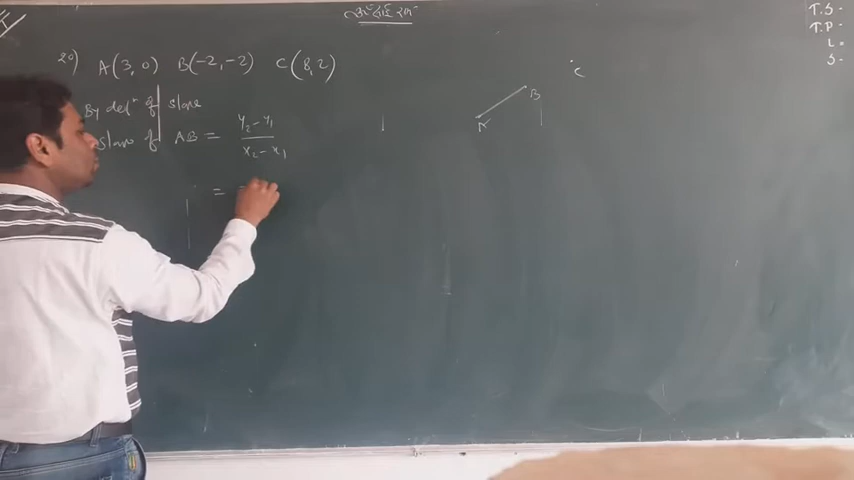 20) A(3, 0) B(-2, -2) C(8, 2)
By defⁿ of slope
slope of AB = y₂ - y₁ / x₂ - x₁
=
A
B
C
T.S-
T.P-
L=
S-